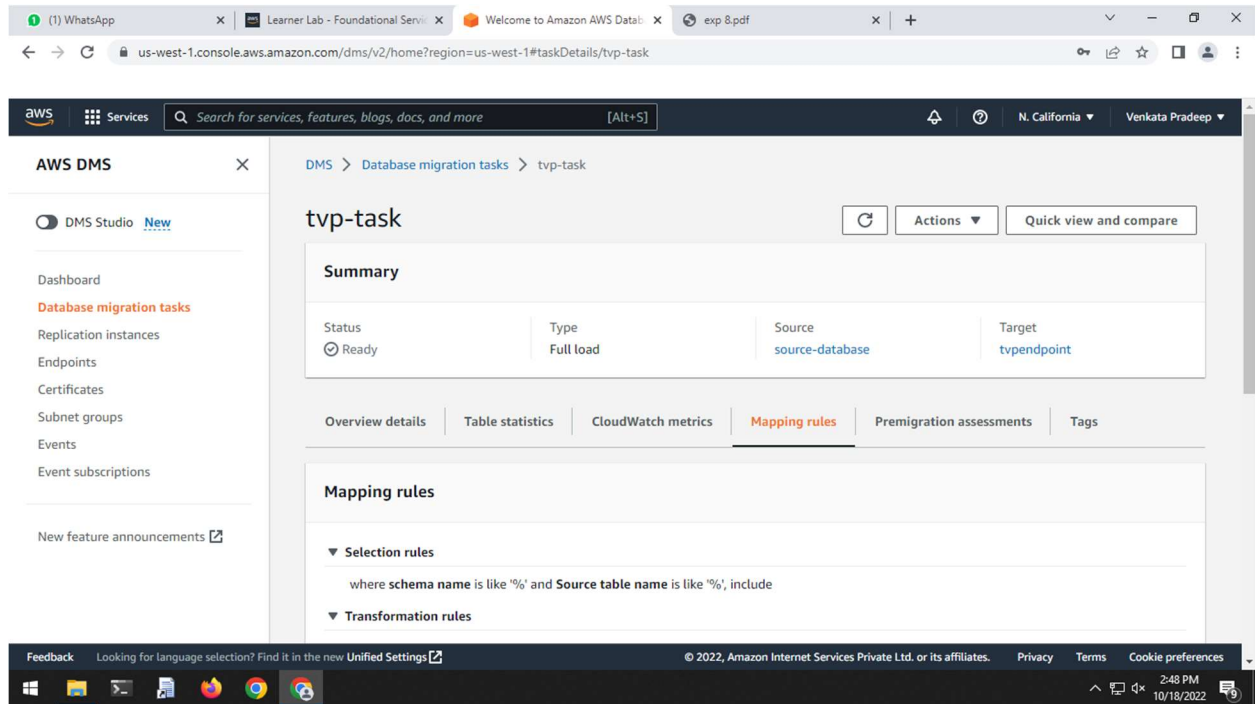 (1) WhatsApp
Learner Lab - Foundational Servic
Welcome to Amazon AWS Datab
exp 8.pdf
us-west-1.console.aws.amazon.com/dms/v2/home?region=us-west-1#taskDetails/tvp-task
aws Services Search for services, features, blogs, docs, and more [Alt+S] N. California ▼ Venkata Pradeep ▼
AWS DMS
DMS Studio New
Dashboard
Database migration tasks
Replication instances
Endpoints
Certificates
Subnet groups
Events
Event subscriptions
New feature announcements
DMS > Database migration tasks > tvp-task
tvp-task
Actions ▼
Quick view and compare
Summary
Status Type Source Target
Ready Full load source-database tvpendpoint
Overview details Table statistics CloudWatch metrics Mapping rules Premigration assessments Tags
Mapping rules
▼ Selection rules
where schema name is like '%' and Source table name is like '%', include
▼ Transformation rules
Feedback Looking for language selection? Find it in the new Unified Settings © 2022, Amazon Internet Services Private Ltd. or its affiliates. Privacy Terms Cookie preferences
2:48 PM
10/18/2022
9